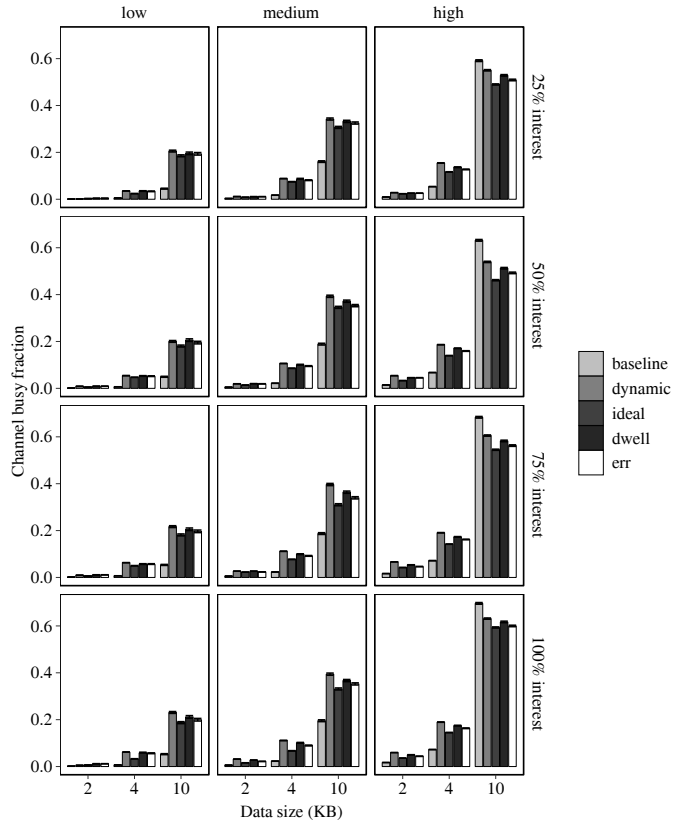 low medium high
0.6
0.4
0.2
0.0
25% interest
0.6
0.4
0.2
0.0
50% interest
0.6
0.4
0.2
0.0
75% interest
0.6
0.4
0.2
0.0
100% interest
Channel busy fraction
2 4 10 2 4 10 2 4 10
Data size (KB)
baseline
dynamic
ideal
dwell
err